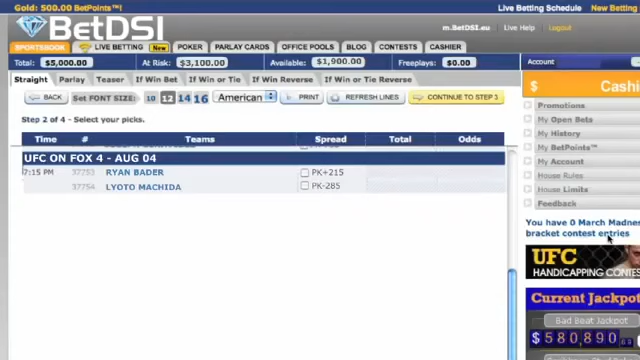 Gold: 500.00 BetPoints™!
Live Betting Schedule
New Betting
BetDSI
m.BetDSI.eu
Live Help
Logout
SPORTSBOOK
LIVE BETTING
New
POKER
PARLAY CARDS
OFFICE POOLS
BLOG
CONTESTS
CASHIER
Total: $5,000.00
At Risk: $3,100.00
Available: $1,900.00
Freeplays: $0.00
Account
Straight
Parlay
Teaser
If Win Bet
If Win or Tie
If Win Reverse
If Win or Tie Reverse
BACK
Set FONT SIZE:
10 12 14 16
American
PRINT
REFRESH LINES
CONTINUE TO STEP 3
$
Cashi
Step 2 of 4 - Select your picks.
Time
#
Teams
Spread
Total
Odds
UFC ON FOX 4 - AUG 04
7:15 PM
37753
RYAN BADER
PK+215
37754
LYOTO MACHIDA
PK-285
Promotions
My Open Bets
My History
My BetPoints™
My Account
House Rules
House Limits
Feedback
You have 0 March Madnes
bracket contest entries
UFC
HANDICAPPING CONTES
Current Jackpot
Bad Beat Jackpot
$580,890